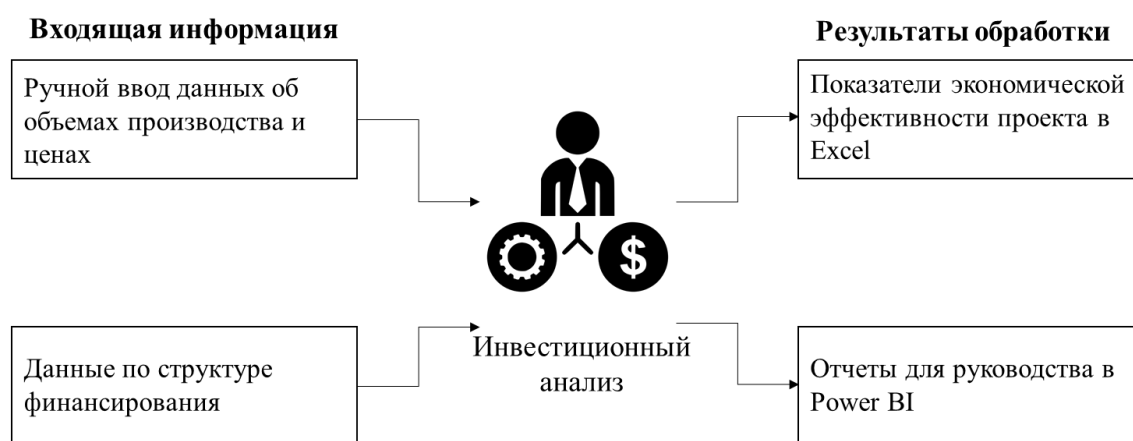 Входящая информация
Ручной ввод данных об
объемах производства и
ценах
Данные по структуре
финансирования
$
Инвестиционный
анализ
Результаты обработки
Показатели экономической
эффективности проекта в
Excel
Отчеты для руководства в
Power BI